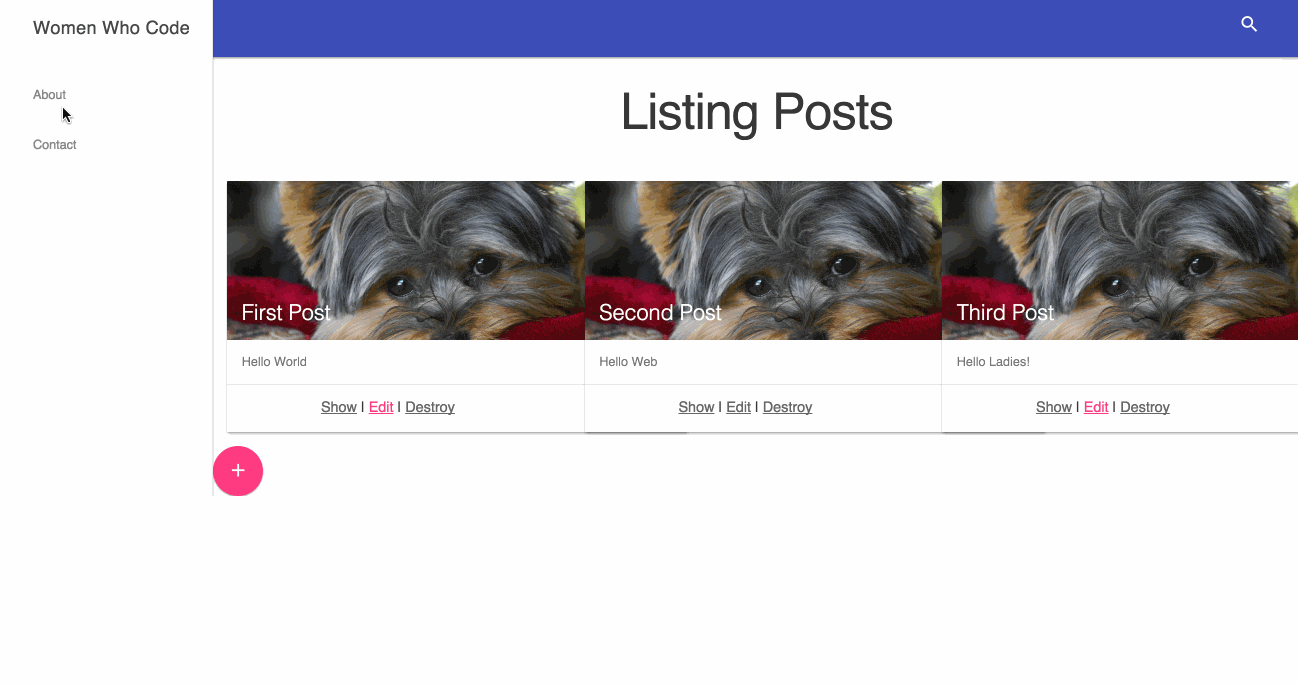 Women Who Code
About
Contact
Listing Posts
First Post
Hello World
Show | Edit | Destroy
Second Post
Hello Web
Show | Edit | Destroy
Third Post
Hello Ladies!
Show | Edit | Destroy
+